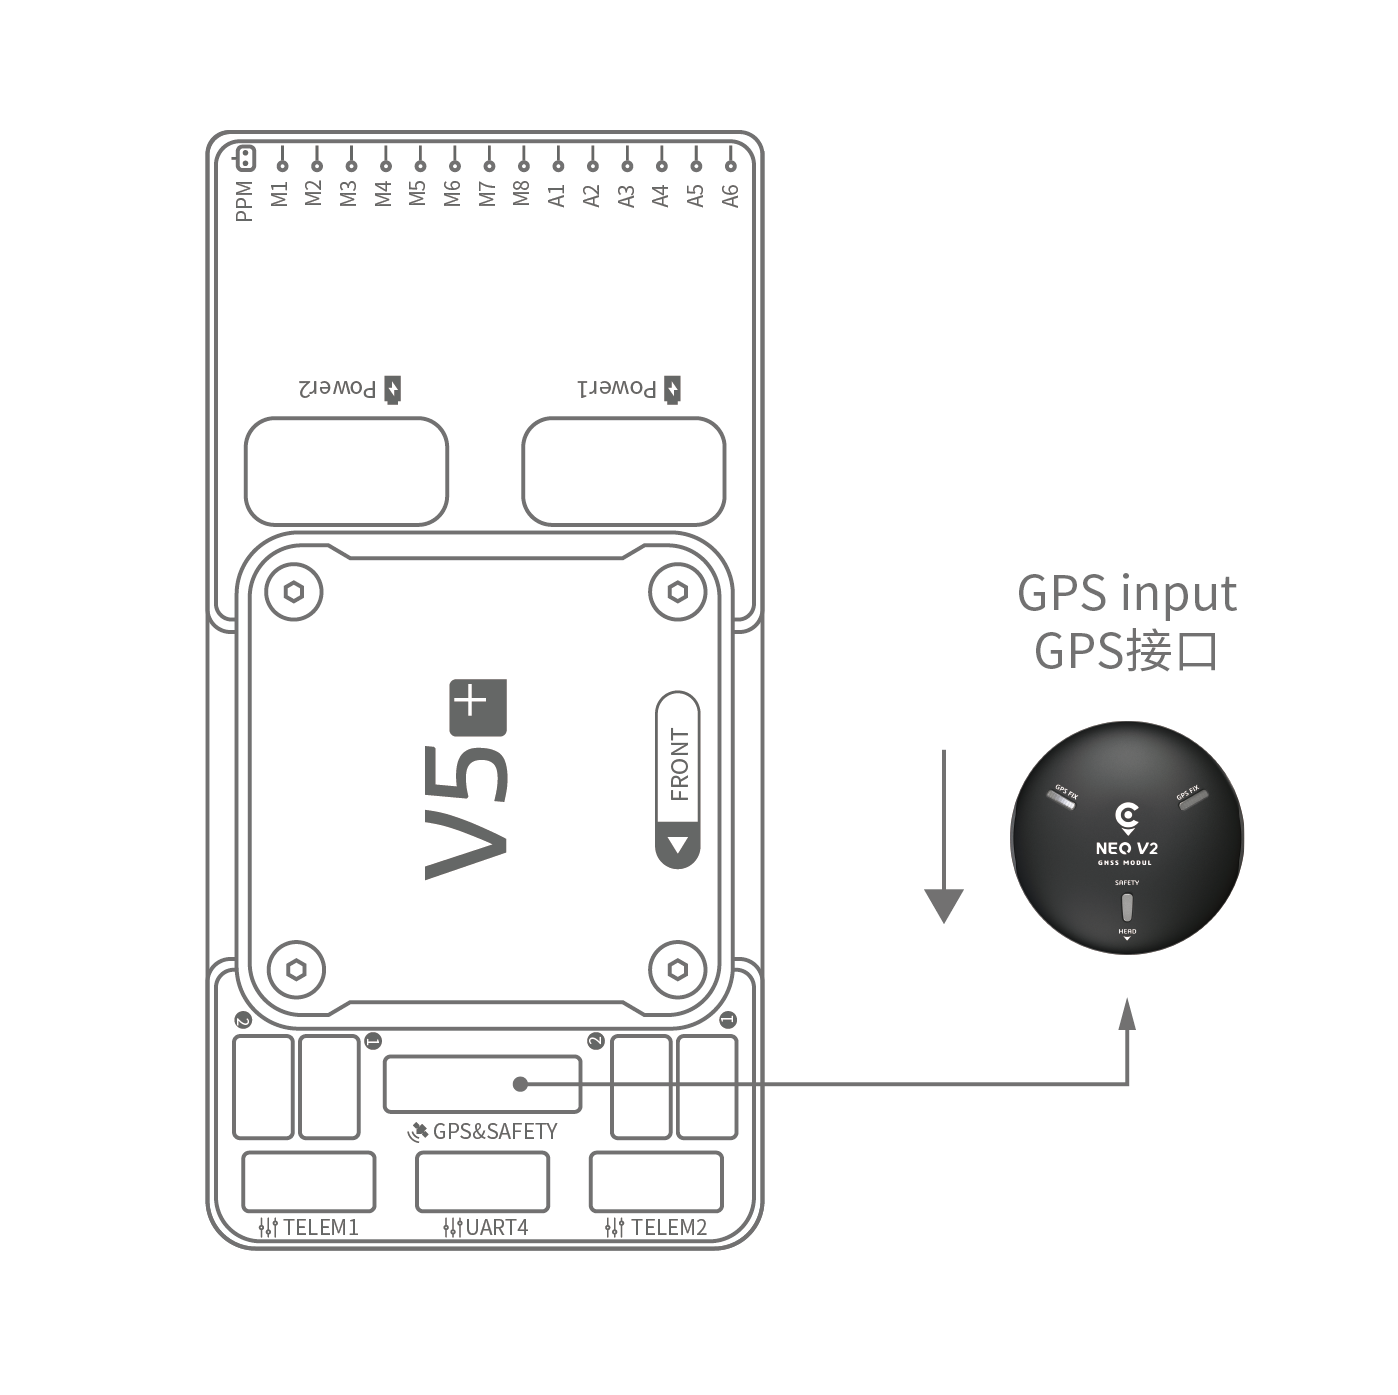 PPM M1 M2 M3 M4 M5 M6 M7 M8 A1 A2 A3 A4 A5 A6
Power2
Power1
V5+
FRONT
GPS input
GPS接口
GPS FIX
GPS FIX
NEO V2
GNSS MODUL
SAFETY
HEAD
2
1
2
1
GPS&SAFETY
TELEM1
UART4
TELEM2